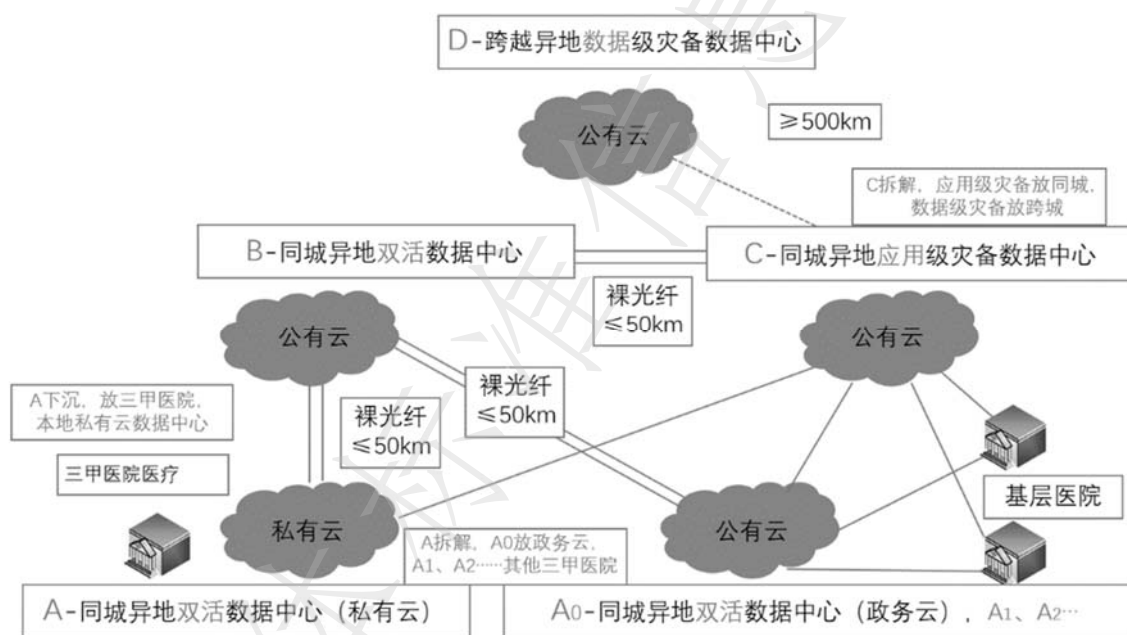 D-跨越异地数据级灾备数据中心
公有云
≥500km
C拆解，应用级灾备放同城，
数据级灾备放跨城
B-同城异地双活数据中心
C-同城异地应用级灾备数据中心
裸光纤
≤50km
公有云
公有云
裸光纤
≤50km
A下沉，放三甲医院，
本地私有云数据中心
裸光纤
≤50km
三甲医院医疗
私有云
公有云
基层医院
A拆解，A0放政务云，
A1、A2……其他三甲医院
A-同城异地双活数据中心（私有云）
A0-同城异地双活数据中心（政务云），A1、A2…